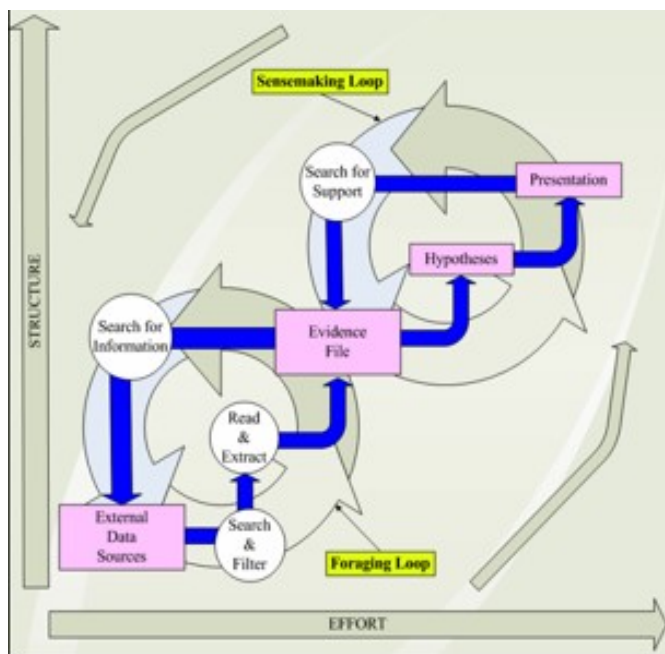 Sensemaking Loop
Search for
Support
Presentation
Hypotheses
STRUCTURE
Search for
Information
Evidence
File
Read
&
Extract
External
Data
Sources
Search
&
Filter
Foraging Loop
EFFORT